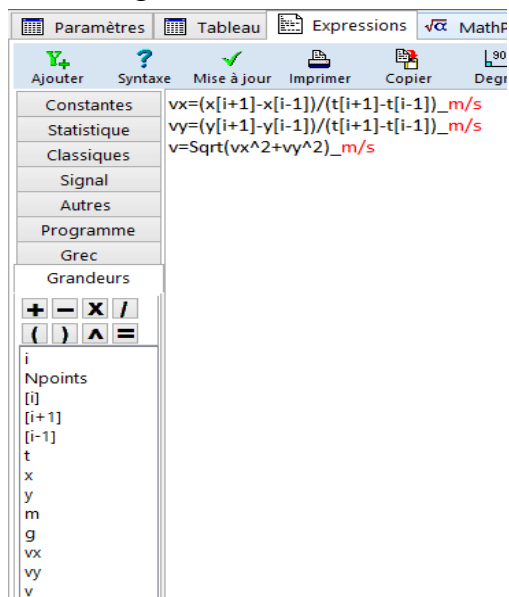 Paramètres Tableau Expressions √α MathP
Ajouter Syntaxe Mise à jour Imprimer Copier Degr
90
Constantes
Statistique
Classiques
Signal
Autres
Programme
Grec
Grandeurs
vx=(x[i+1]-x[i-1])/(t[i+1]-t[i-1])_m/s
vy=(y[i+1]-y[i-1])/(t[i+1]-t[i-1])_m/s
v=Sqrt(vx^2+vy^2)_m/s
+ - X /
( ) ^ =
i
Npoints
[i]
[i+1]
[i-1]
t
x
y
m
g
vx
vy
v